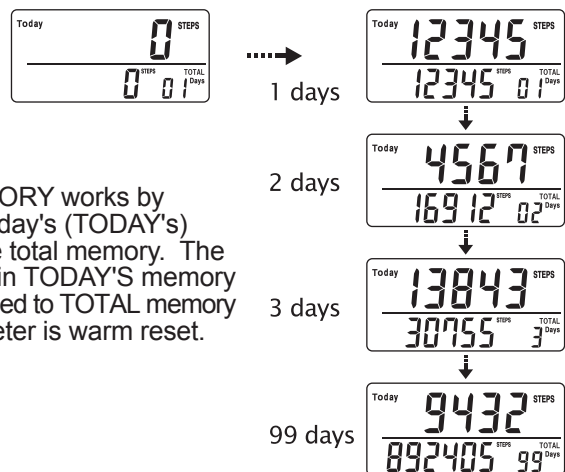 Today 0 STEPS
0 STEPS 01 TOTAL Days
1 days
Today 12345 STEPS
12345 STEPS 01 TOTAL Days
2 days
Today 4567 STEPS
16912 STEPS 02 TOTAL Days
ORY works by
day's (TODAY's)
e total memory. The
in TODAY'S memory
ed to TOTAL memory
eter is warm reset.
3 days
Today 13843 STEPS
30755 STEPS 3 TOTAL Days
99 days
Today 9432 STEPS
892405 STEPS 99 TOTAL Days